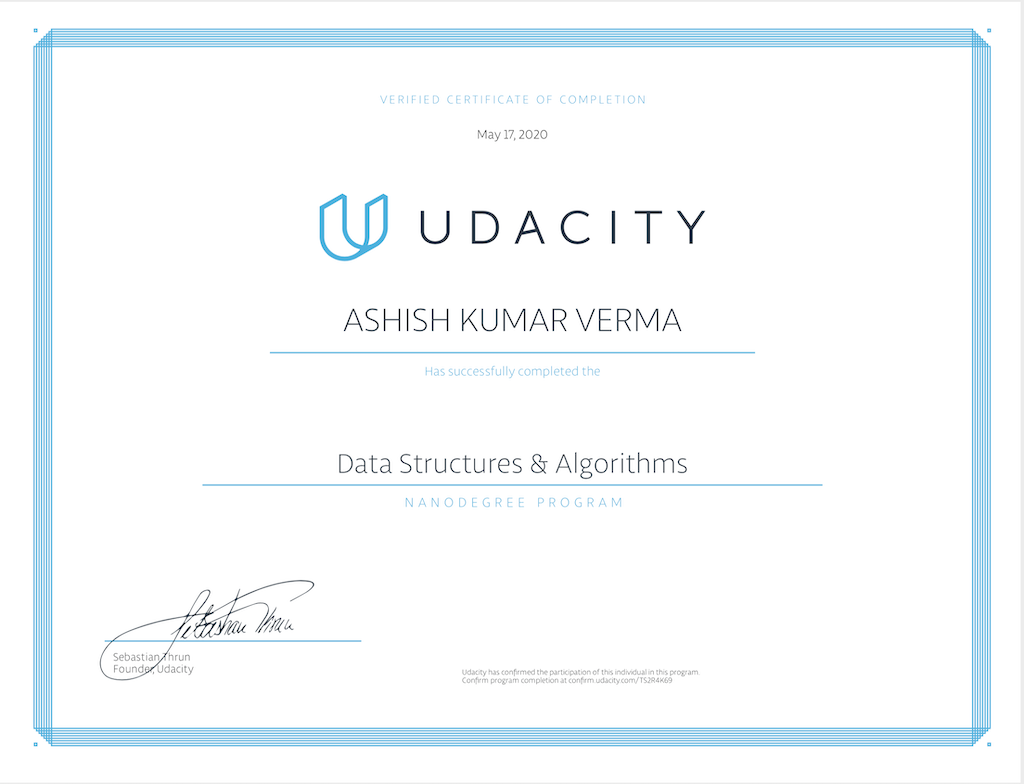 VERIFIED CERTIFICATE OF COMPLETION
May 17, 2020
UDACITY
ASHISH KUMAR VERMA
Has successfully completed the
Data Structures & Algorithms
NANODEGREE PROGRAM
Sebastian Thrun
Sebastian Thrun
Founder, Udacity
Udacity has confirmed the participation of this individual in this program.
Confirm program completion at confirm.udacity.com/TS2R4K69